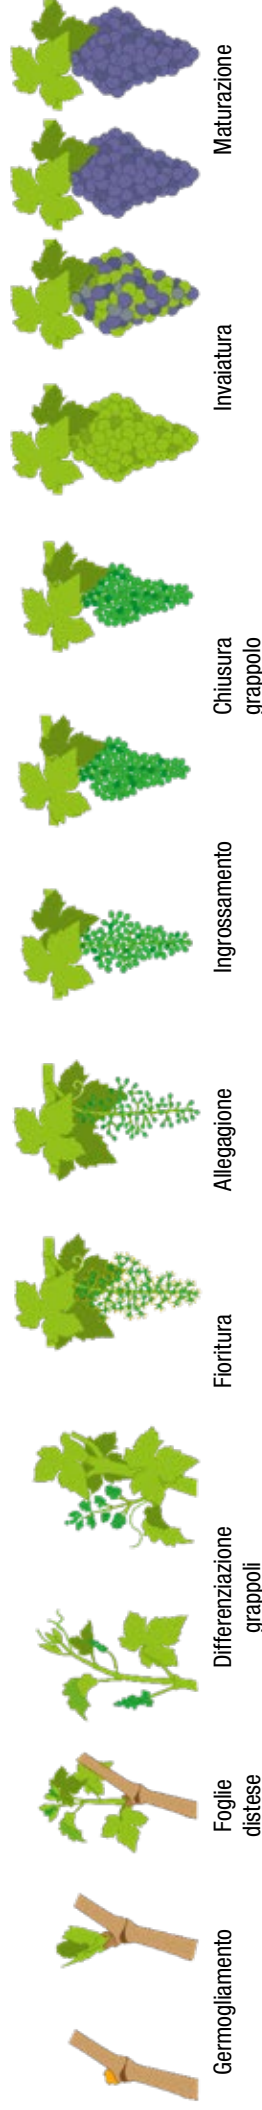 Germogliamento
Foglie
distese
Differenziazione
grappoli
Fioritura
Allegagione
Ingrossamento
Chiusura
grappolo
Invaiatura
Maturazione